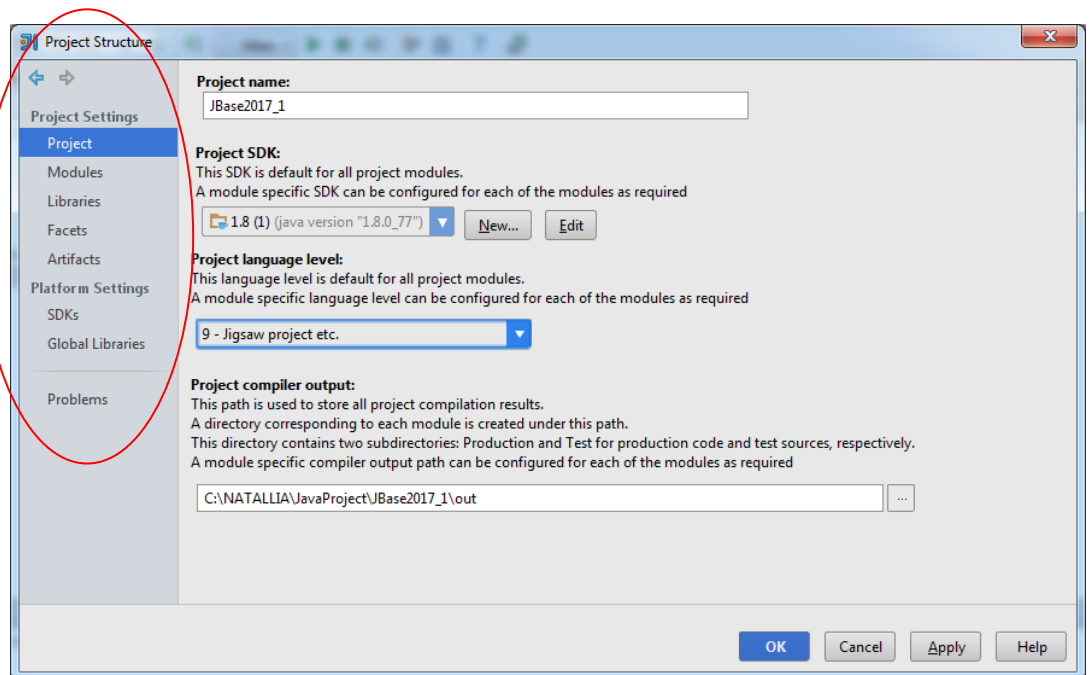 Project Structure
Project Settings
Project
Modules
Libraries
Facets
Artifacts
Platform Settings
SDKs
Global Libraries
Problems
Project name:
JBase2017_1
Project SDK:
This SDK is default for all project modules.
A module specific SDK can be configured for each of the modules as required
1.8 (1) (java version "1.8.0_77")
New...
Edit
Project language level:
This language level is default for all project modules.
A module specific language level can be configured for each of the modules as required
9 - Jigsaw project etc.
Project compiler output:
This path is used to store all project compilation results.
A directory corresponding to each module is created under this path.
This directory contains two subdirectories: Production and Test for production code and test sources, respectively.
A module specific compiler output path can be configured for each of the modules as required
C:\NATALLIA\JavaProject\JBase2017_1\out
...
OK
Cancel
Apply
Help